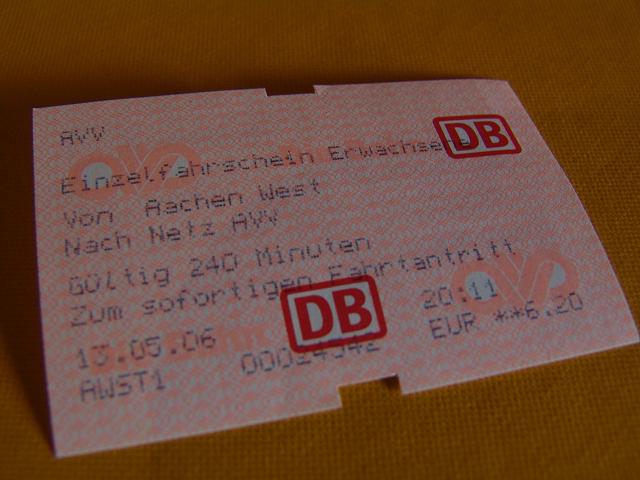 AVV
Einzelfahrschein Erwachsene
DB
Von Aachen West
Nach Netz AVV
Gültig 240 Minuten
Zum sofortigen Fahrtantritt
DB
13.05.06 20:11
EUR **6.20
AWST1